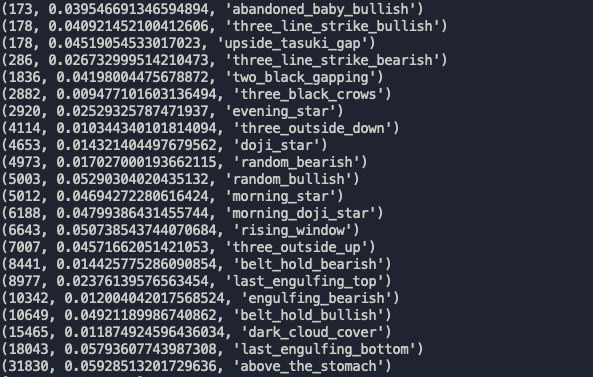 (173, 0.039546691346594894, 'abandoned_baby_bullish')
(178, 0.040921452100412606, 'three_line_strike_bullish')
(178, 0.04519054533017023, 'upside_tasuki_gap')
(286, 0.026732999514210473, 'three_line_strike_bearish')
(1836, 0.04198004475678872, 'two_black_gapping')
(2882, 0.009477101603136494, 'three_black_crows')
(2920, 0.02529325787471937, 'evening_star')
(4114, 0.010344340101814094, 'three_outside_down')
(4653, 0.014321404497679562, 'doji_star')
(4973, 0.017027000193662115, 'random_bearish')
(5003, 0.05290304020435132, 'random_bullish')
(5012, 0.04694272280616424, 'morning_star')
(6188, 0.04799386431455744, 'morning_doji_star')
(6643, 0.050738543744070684, 'rising_window')
(7007, 0.04571662051421053, 'three_outside_up')
(8441, 0.014425775286090854, 'belt_hold_bearish')
(8977, 0.02376139576563454, 'last_engulfing_top')
(10342, 0.012004042017568524, 'engulfing_bearish')
(10649, 0.04921189986740862, 'belt_hold_bullish')
(15465, 0.011874924596436034, 'dark_cloud_cover')
(18043, 0.05793607743987308, 'last_engulfing_bottom')
(31830, 0.05928513201729636, 'above_the_stomach')